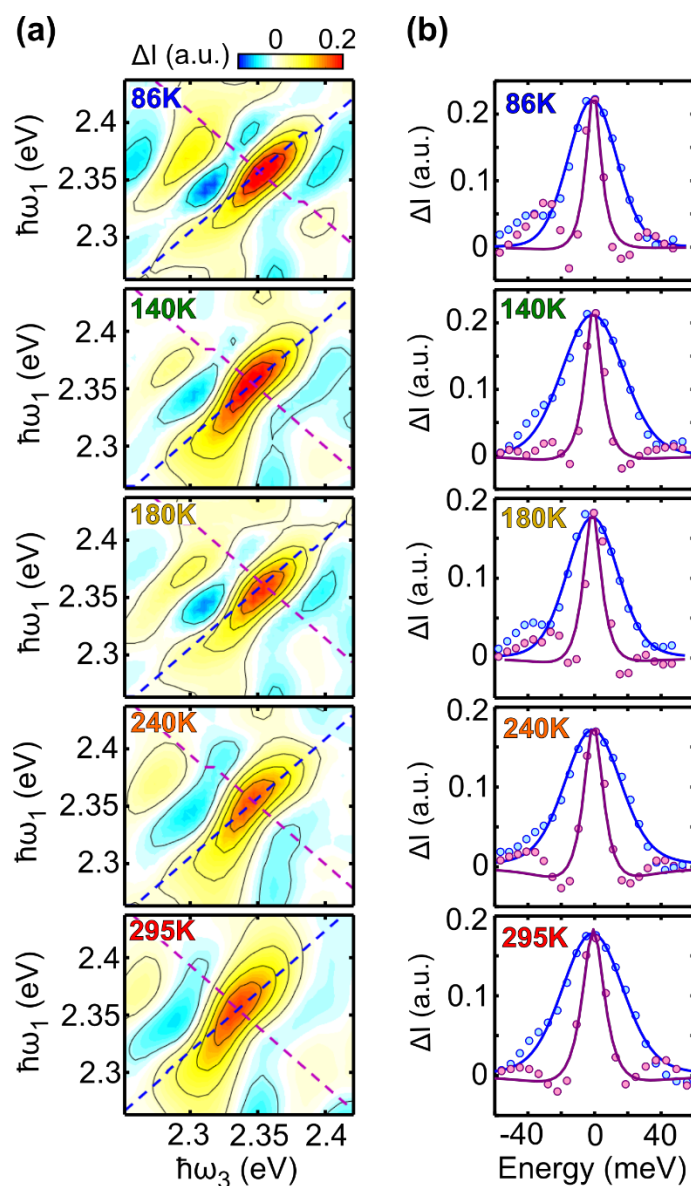 (a)
ΔI (a.u.) 0 0.2
86K
ħω1 (eV)
2.4
2.35
2.3
140K
ħω1 (eV)
2.4
2.35
2.3
180K
ħω1 (eV)
2.4
2.35
2.3
240K
ħω1 (eV)
2.4
2.35
2.3
295K
ħω1 (eV)
2.4
2.35
2.3
2.3 2.35 2.4
ħω3 (eV)
(b)
86K
ΔI (a.u.)
0.2
0.1
0
140K
ΔI (a.u.)
0.2
0.1
0
180K
ΔI (a.u.)
0.2
0.1
0
240K
ΔI (a.u.)
0.2
0.1
0
295K
ΔI (a.u.)
0.2
0.1
0
-40 0 40
Energy (meV)